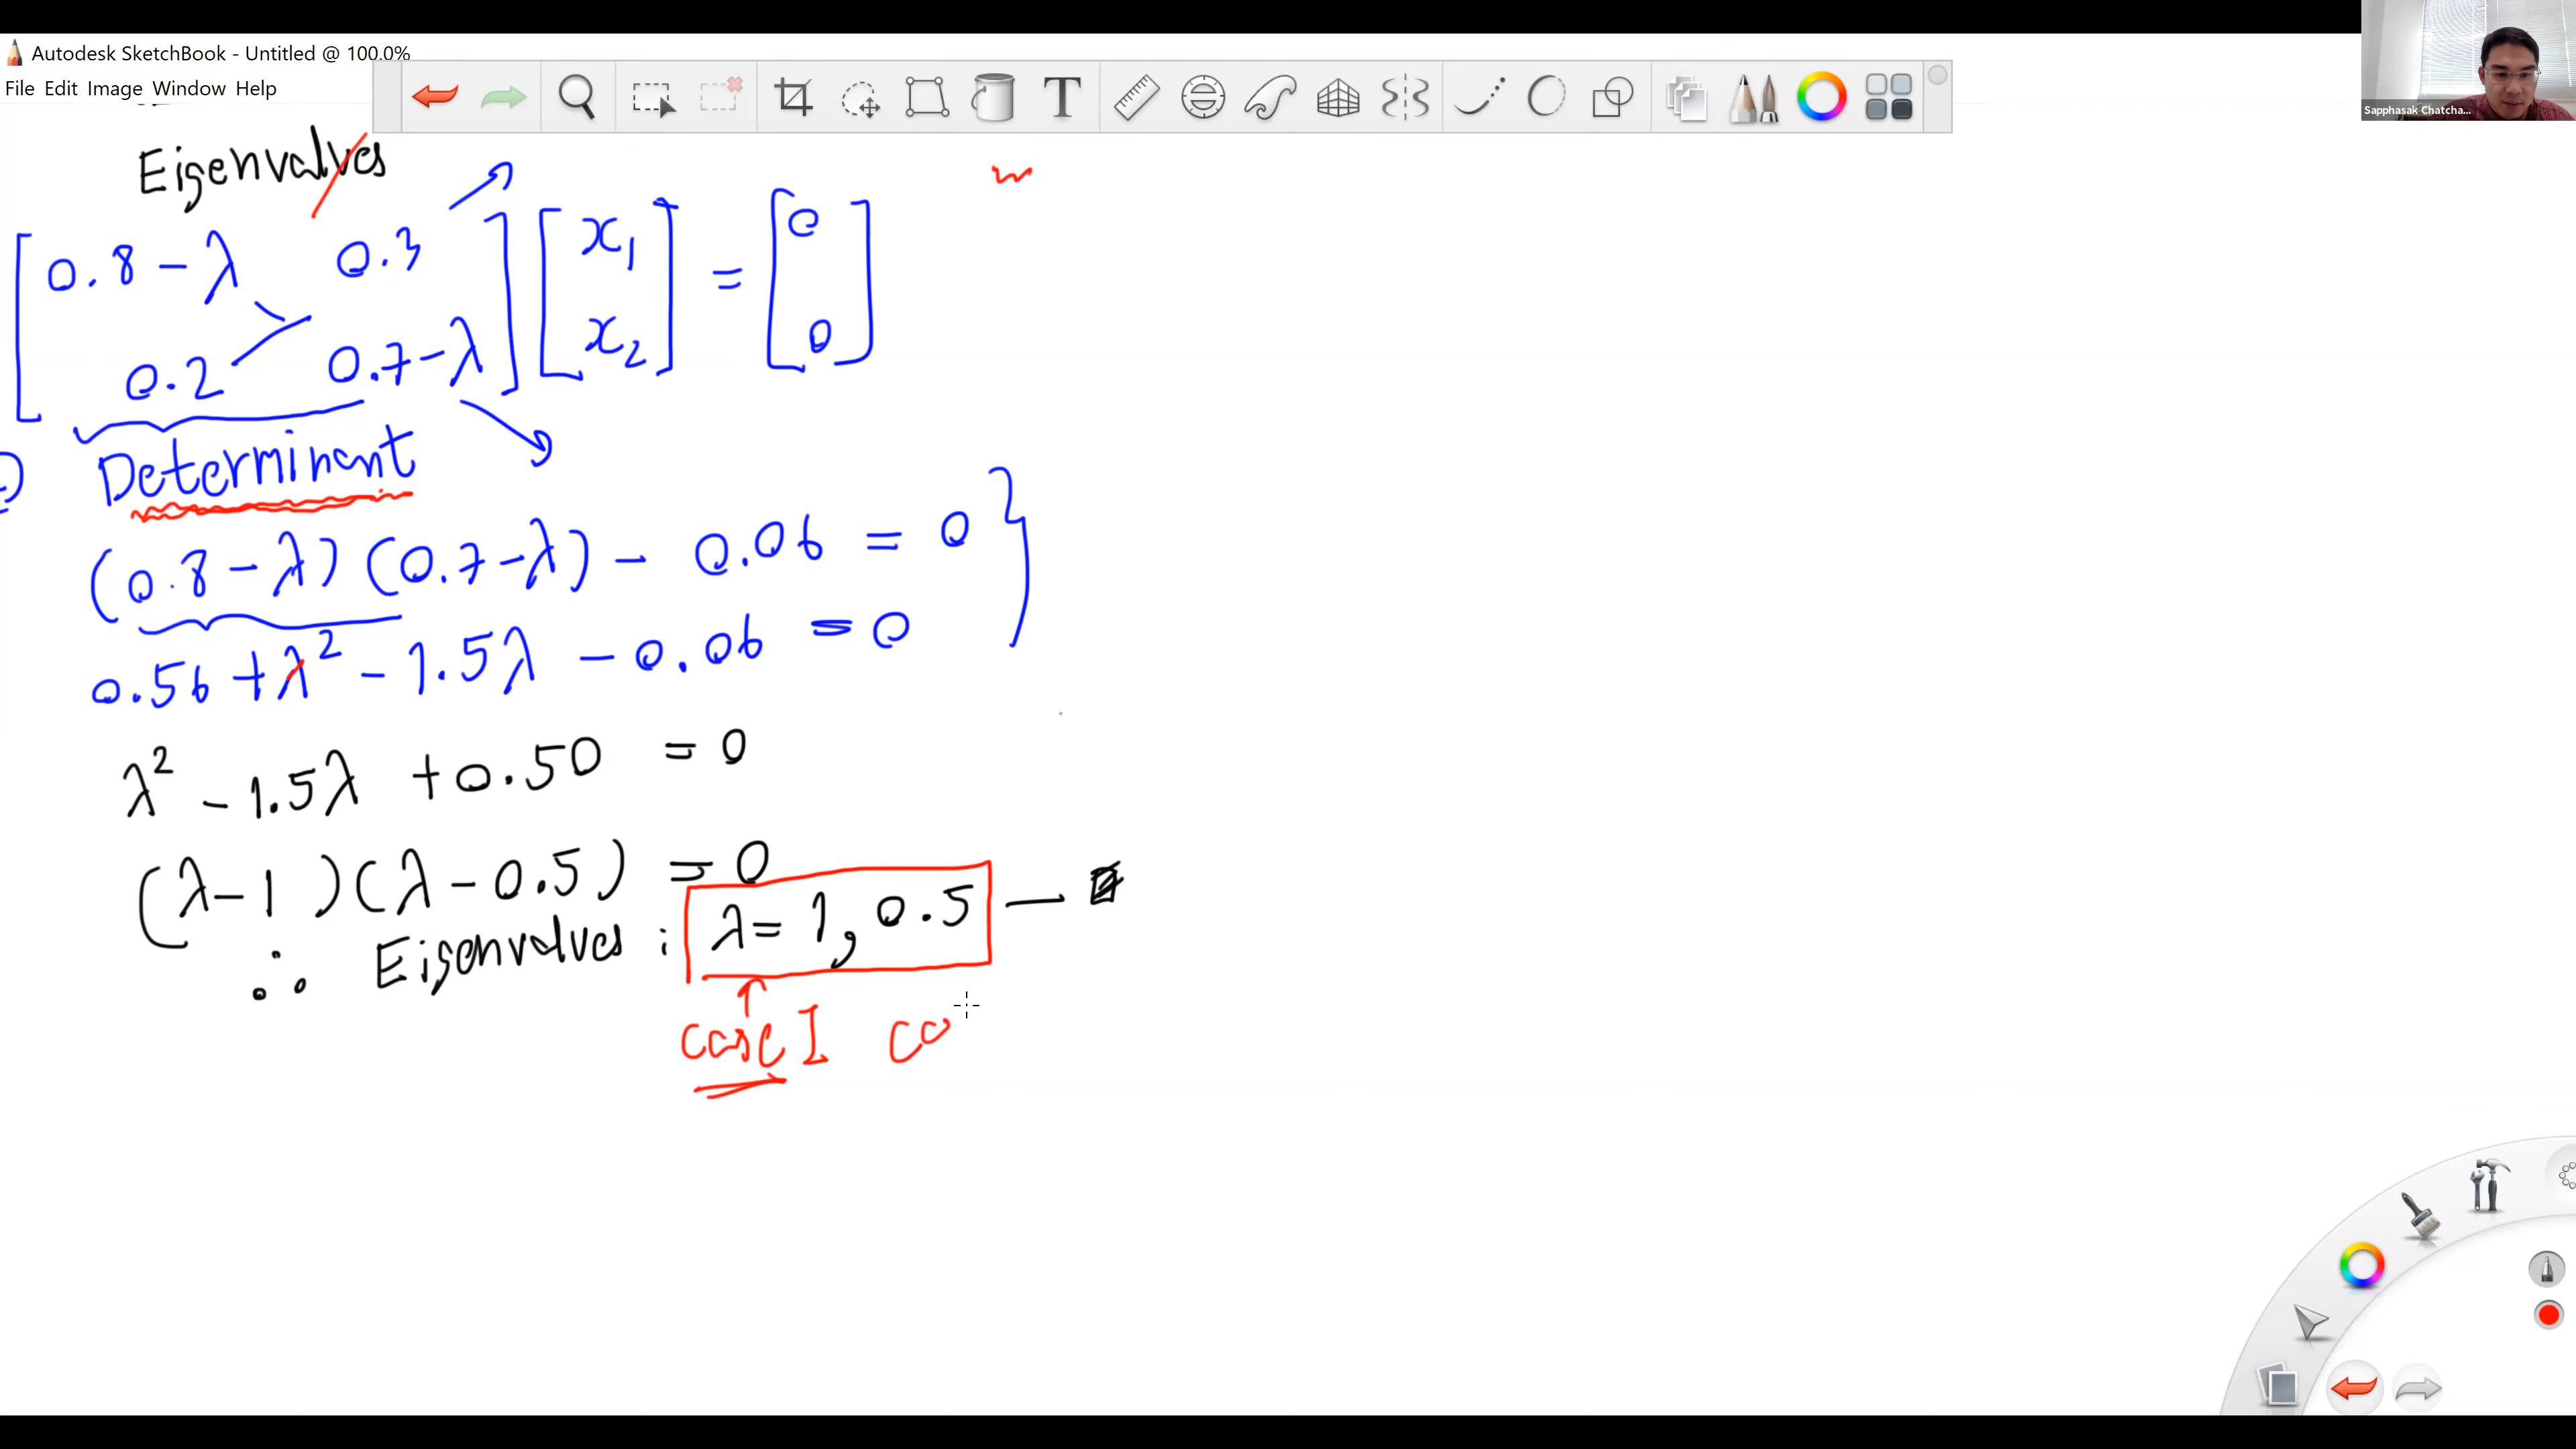 Autodesk SketchBook - Untitled @ 100.0%
File Edit Image Window Help
T
Sapphasak Chatcha...
Eigenvalues
[0.8 - λ 0.3] [x₁] = [0]
[0.2 0.7 - λ] [x₂] [0]
Determinant
(0.8 - λ) (0.7 - λ) - 0.06 = 0 }
0.56 + λ² - 1.5λ - 0.06 = 0
λ² - 1.5λ + 0.50 = 0
(λ - 1) (λ - 0.5) = 0
∴ Eigenvalues : λ = 1, 0.5
case I ca